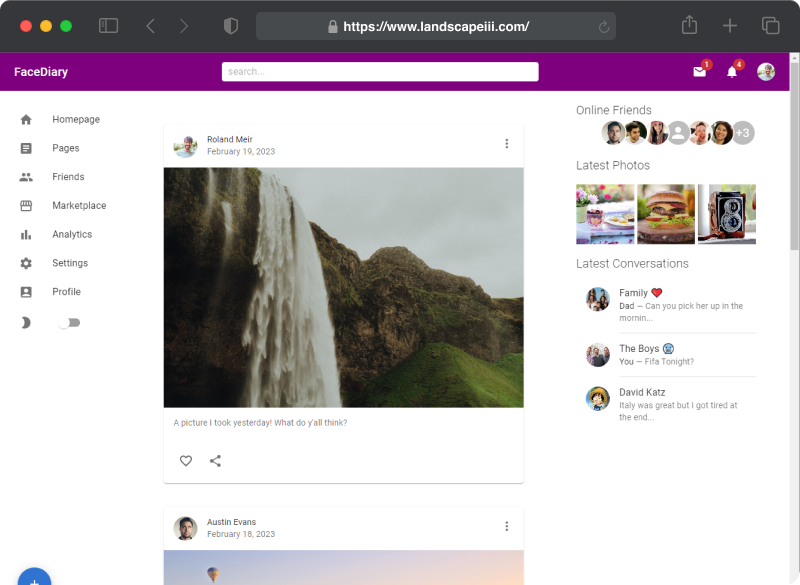 https://www.landscapeiii.com/
FaceDiary
search...
1
4
Homepage
Pages
Friends
Marketplace
Analytics
Settings
Profile
Roland Meir
February 19, 2023
A picture I took yesterday! What do y'all think?
Austin Evans
February 18, 2023
Online Friends
+3
Latest Photos
Latest Conversations
Family ❤️
Dad — Can you pick her up in the
mornin...
The Boys 🥶
You — Fifa Tonight?
David Katz
Italy was great but I got tired at
the end...
+